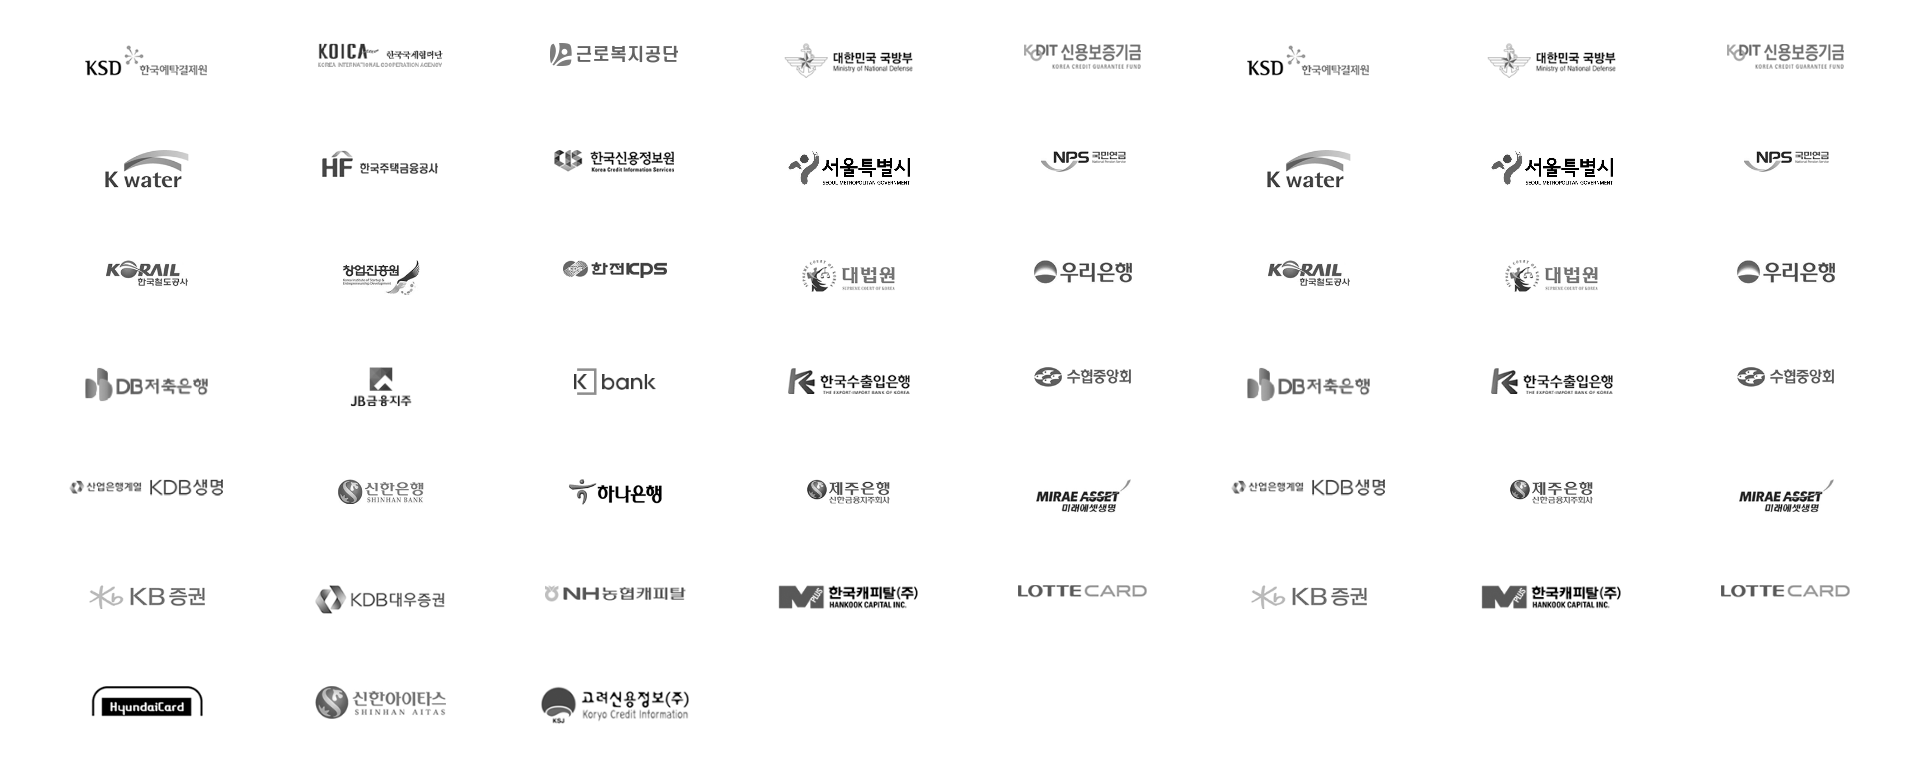 KSD 한국예탁결제원
KOICA 한국국제협력단
KOREA INTERNATIONAL COOPERATION AGENCY
근로복지공단
대한민국 국방부
Ministry of National Defense
KODIT 신용보증기금
KOREA CREDIT GUARANTEE FUND
KSD 한국예탁결제원
대한민국 국방부
Ministry of National Defense
KODIT 신용보증기금
KOREA CREDIT GUARANTEE FUND
K water
HF 한국주택금융공사
CIS 한국신용정보원
Korea Credit Information Services
서울특별시
SEOUL METROPOLITAN GOVERNMENT
NPS 국민연금
National Pension Service
K water
서울특별시
SEOUL METROPOLITAN GOVERNMENT
NPS 국민연금
National Pension Service
KORAIL
한국철도공사
창업진흥원
Korea Institute of Startup &
Entrepreneurship Development
한전KPS
대법원
SUPREME COURT OF KOREA
우리은행
KORAIL
한국철도공사
대법원
SUPREME COURT OF KOREA
우리은행
DB저축은행
JB금융지주
K bank
한국수출입은행
THE EXPORT-IMPORT BANK OF KOREA
수협중앙회
DB저축은행
한국수출입은행
THE EXPORT-IMPORT BANK OF KOREA
수협중앙회
산업은행계열 KDB생명
신한은행
SHINHAN BANK
하나은행
제주은행
신한금융지주회사
MIRAE ASSET
미래에셋생명
산업은행계열 KDB생명
제주은행
신한금융지주회사
MIRAE ASSET
미래에셋생명
KB 증권
KDB대우증권
NH농협캐피탈
M PLUS 한국캐피탈(주)
HANKOOK CAPITAL INC.
LOTTE CARD
KB 증권
M PLUS 한국캐피탈(주)
HANKOOK CAPITAL INC.
LOTTE CARD
HyundaiCard
신한아이타스
SHINHAN AITAS
KSJ 고려신용정보(주)
Koryo Credit Information